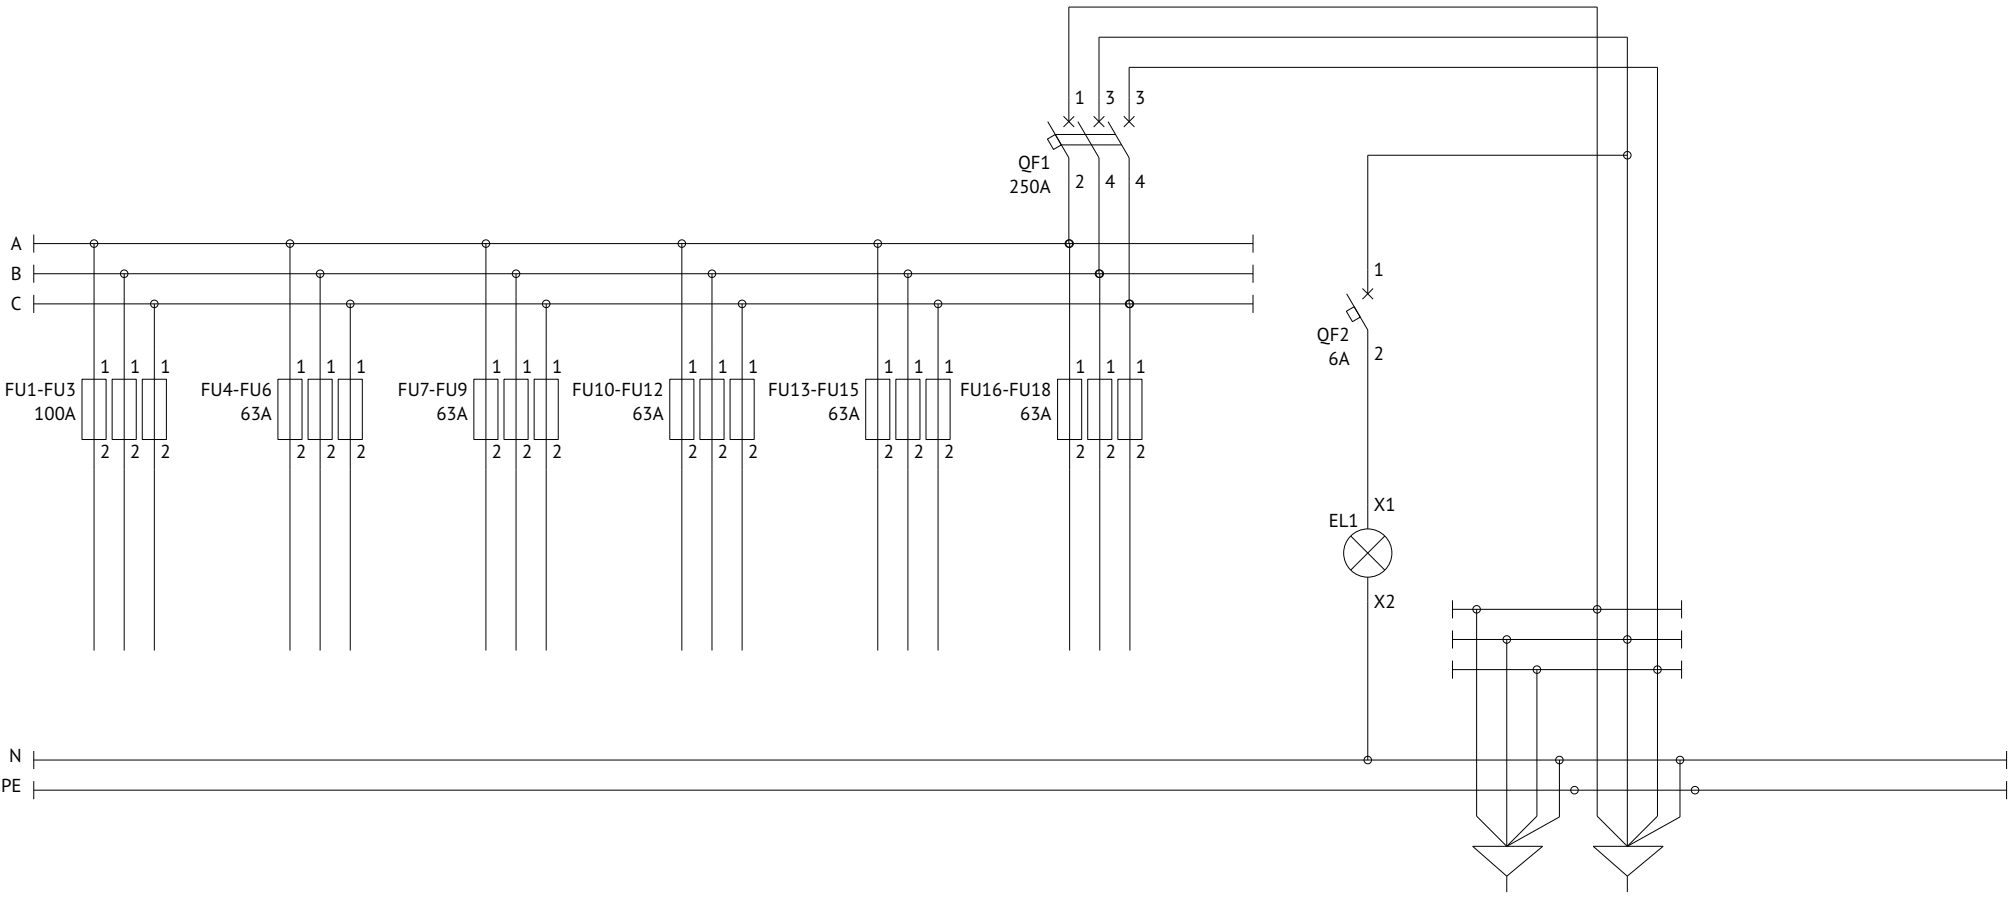 1 3 3
QF1
250A
2 4 4
A
B
C
1
QF2
6A
2
1 1 1 1 1 1 1 1 1 1 1 1 1 1 1 1 1 1
FU1-FU3 FU4-FU6 FU7-FU9 FU10-FU12 FU13-FU15 FU16-FU18
100A 63A 63A 63A 63A 63A
2 2 2 2 2 2 2 2 2 2 2 2 2 2 2 2 2 2
X1
EL1
X2
N
PE